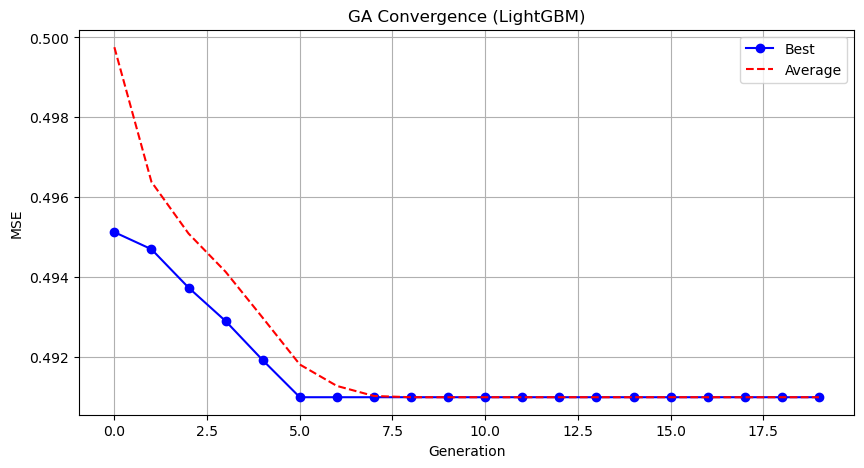 GA Convergence (LightGBM)
Best
Average
MSE
0.500
0.498
0.496
0.494
0.492
0.0 2.5 5.0 7.5 10.0 12.5 15.0 17.5
Generation